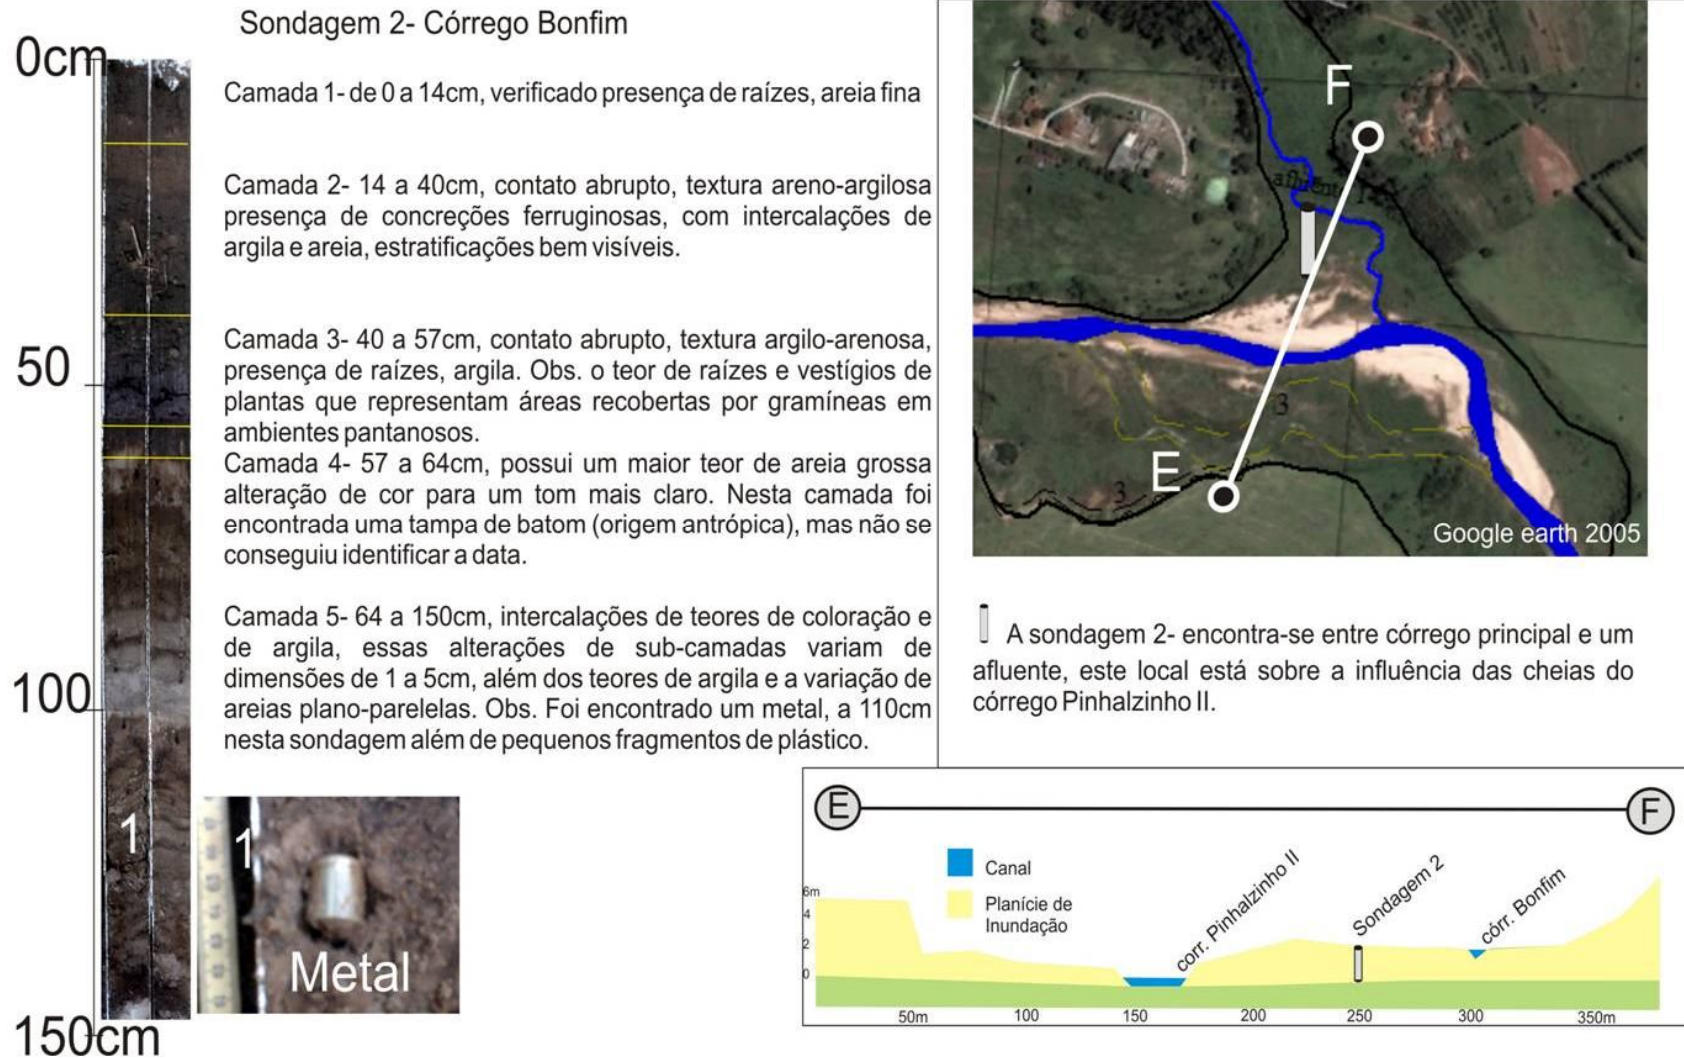 Sondagem 2- Córrego Bonfim
0cm
50
100
150cm
1
Camada 1- de 0 a 14cm, verificado presença de raízes, areia fina
Camada 2- 14 a 40cm, contato abrupto, textura areno-argilosa
presença de concreções ferruginosas, com intercalações de
argila e areia, estratificações bem visíveis.
Camada 3- 40 a 57cm, contato abrupto, textura argilo-arenosa,
presença de raízes, argila. Obs. o teor de raízes e vestígios de
plantas que representam áreas recobertas por gramíneas em
ambientes pantanosos.
Camada 4- 57 a 64cm, possui um maior teor de areia grossa
alteração de cor para um tom mais claro. Nesta camada foi
encontrada uma tampa de batom (origem antrópica), mas não se
conseguiu identificar a data.
Camada 5- 64 a 150cm, intercalações de teores de coloração e
de argila, essas alterações de sub-camadas variam de
dimensões de 1 a 5cm, além dos teores de argila e a variação de
areias plano-parelelas. Obs. Foi encontrado um metal, a 110cm
nesta sondagem além de pequenos fragmentos de plástico.
1
Metal
F
afluente 1
3
E
3
Google earth 2005
A sondagem 2- encontra-se entre córrego principal e um
afluente, este local está sobre a influência das cheias do
córrego Pinhalzinho II.
E
F
Canal
Planície de
Inundação
corr. Pinhalzinho II
Sondagem 2
córr. Bonfim
6m
4
2
0
50m 100 150 200 250 300 350m